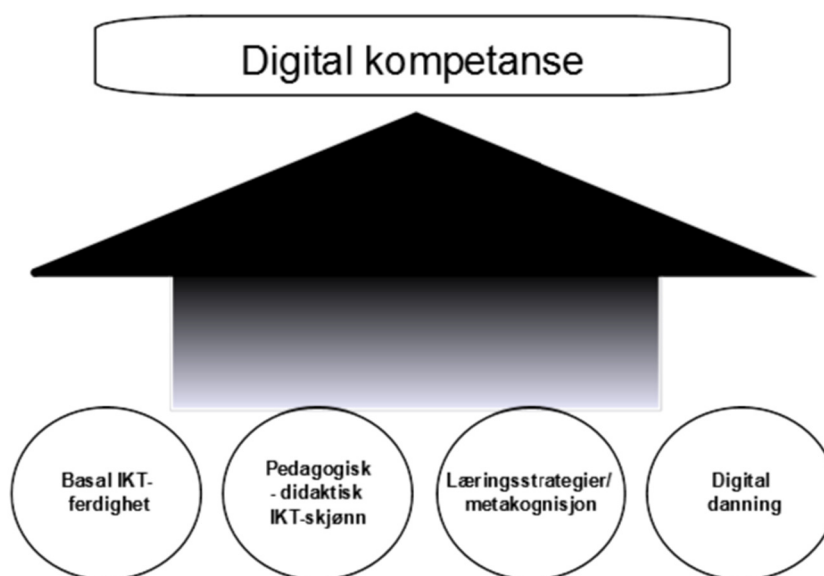 Digital kompetanse
Basal IKT-
ferdighet
Pedagogisk
- didaktisk
IKT-skjønn
Læringsstrategier/
metakognisjon
Digital
danning